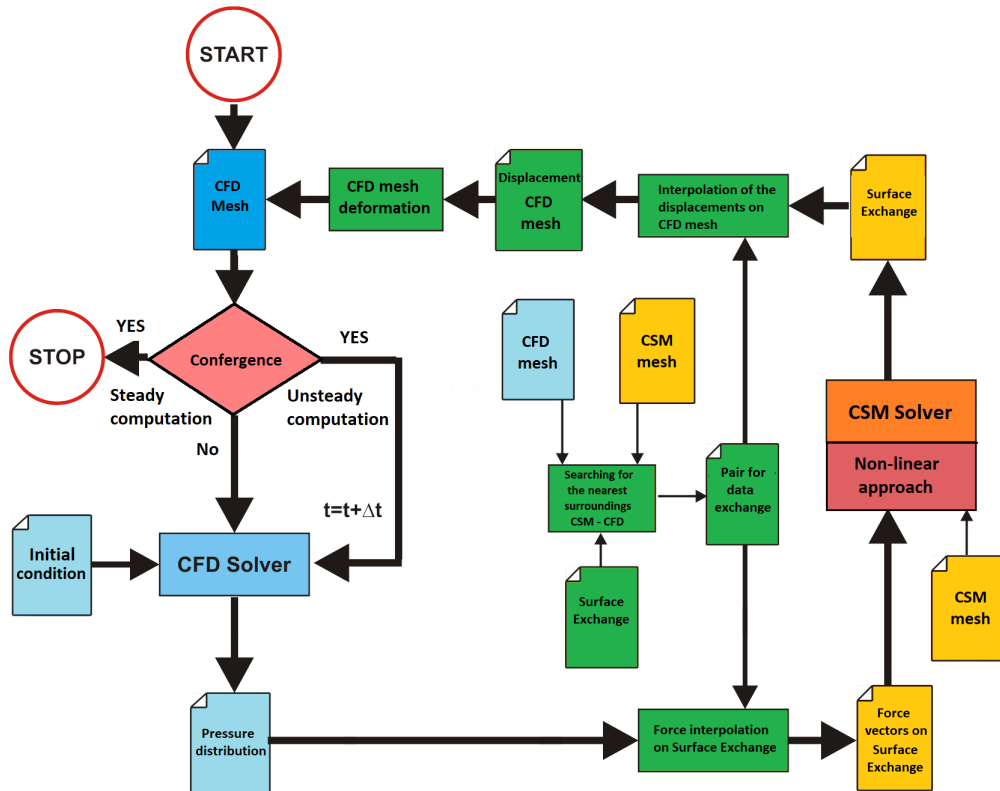 START
CFD
Mesh
CFD mesh
deformation
Displacement
CFD
mesh
Interpolation of the
displacements on
CFD mesh
Surface
Exchange
YES
STOP
Confergence
YES
Steady
computation
Unsteady
computation
No
t=t+Δt
CFD
mesh
CSM
mesh
CSM Solver
Non-linear
approach
Searching for
the nearest
surroundings
CSM - CFD
Pair for
data
exchange
Initial
condition
CFD Solver
Surface
Exchange
CSM
mesh
Pressure
distribution
Force interpolation
on Surface Exchange
Force
vectors on
Surface
Exchange